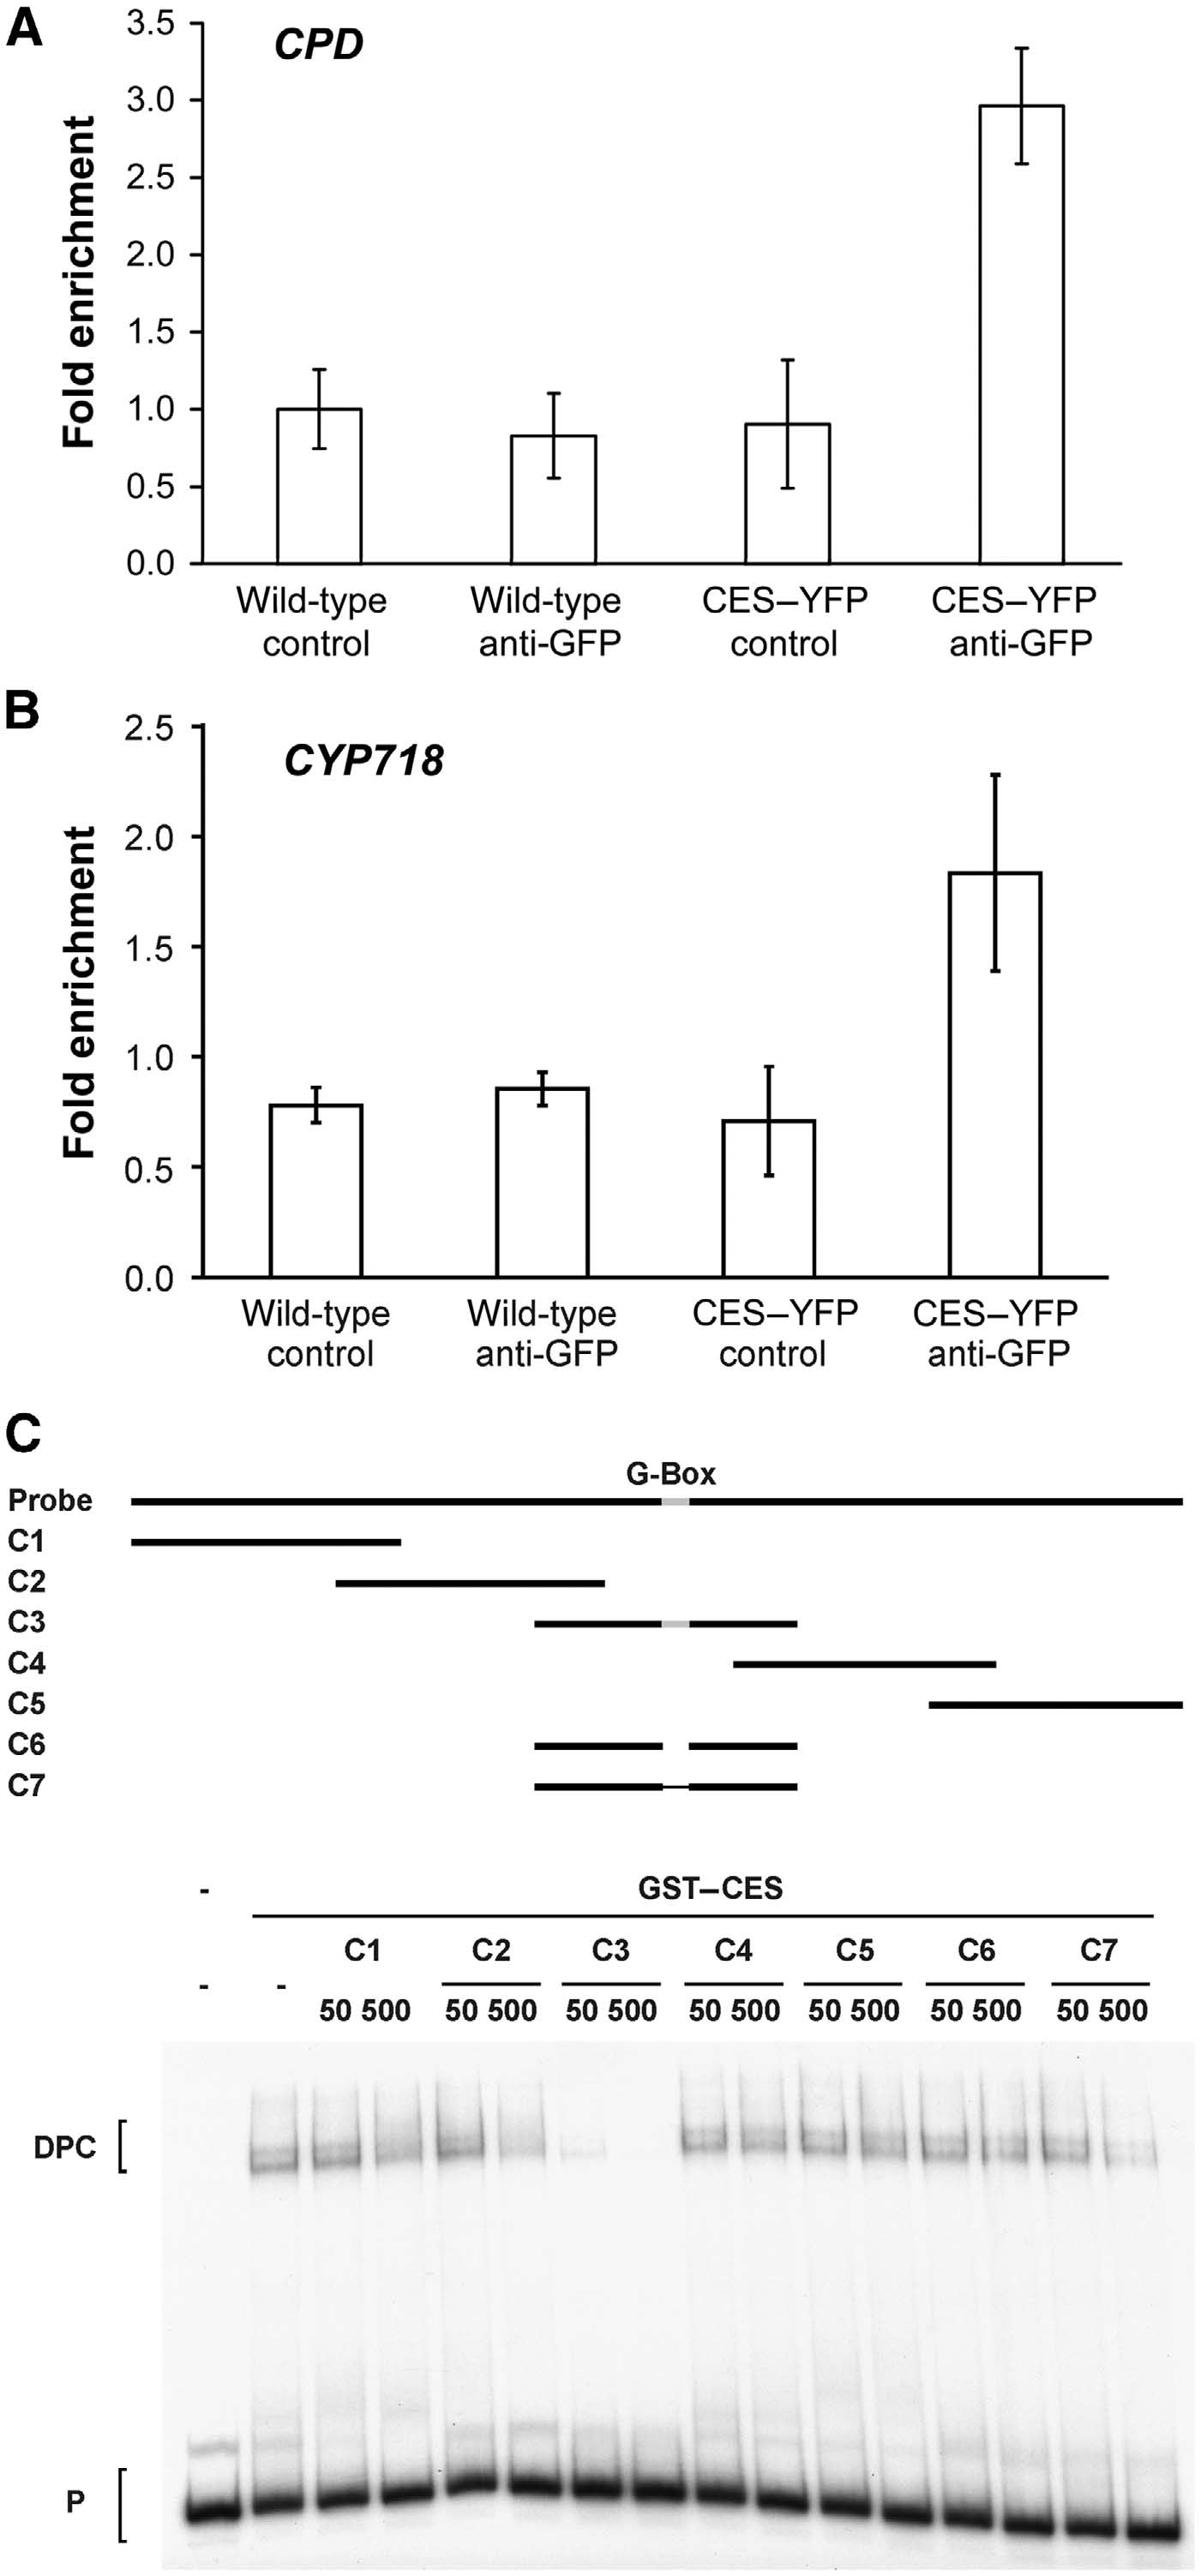 A
CPD
Fold enrichment
3.5
3.0
2.5
2.0
1.5
1.0
0.5
0.0
Wild-type control
Wild-type anti-GFP
CES–YFP control
CES–YFP anti-GFP
B
CYP718
Fold enrichment
2.5
2.0
1.5
1.0
0.5
0.0
Wild-type control
Wild-type anti-GFP
CES–YFP control
CES–YFP anti-GFP
C
G-Box
Probe
C1
C2
C3
C4
C5
C6
C7
- GST–CES
C1 C2 C3 C4 C5 C6 C7
- - 50 500 50 500 50 500 50 500 50 500 50 500 50 500
DPC
P